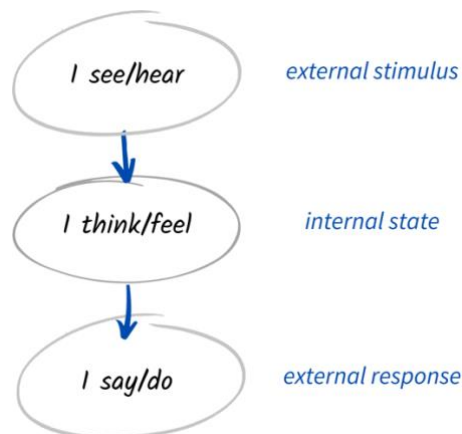 I see/hear
external stimulus
I think/feel
internal state
I say/do
external response